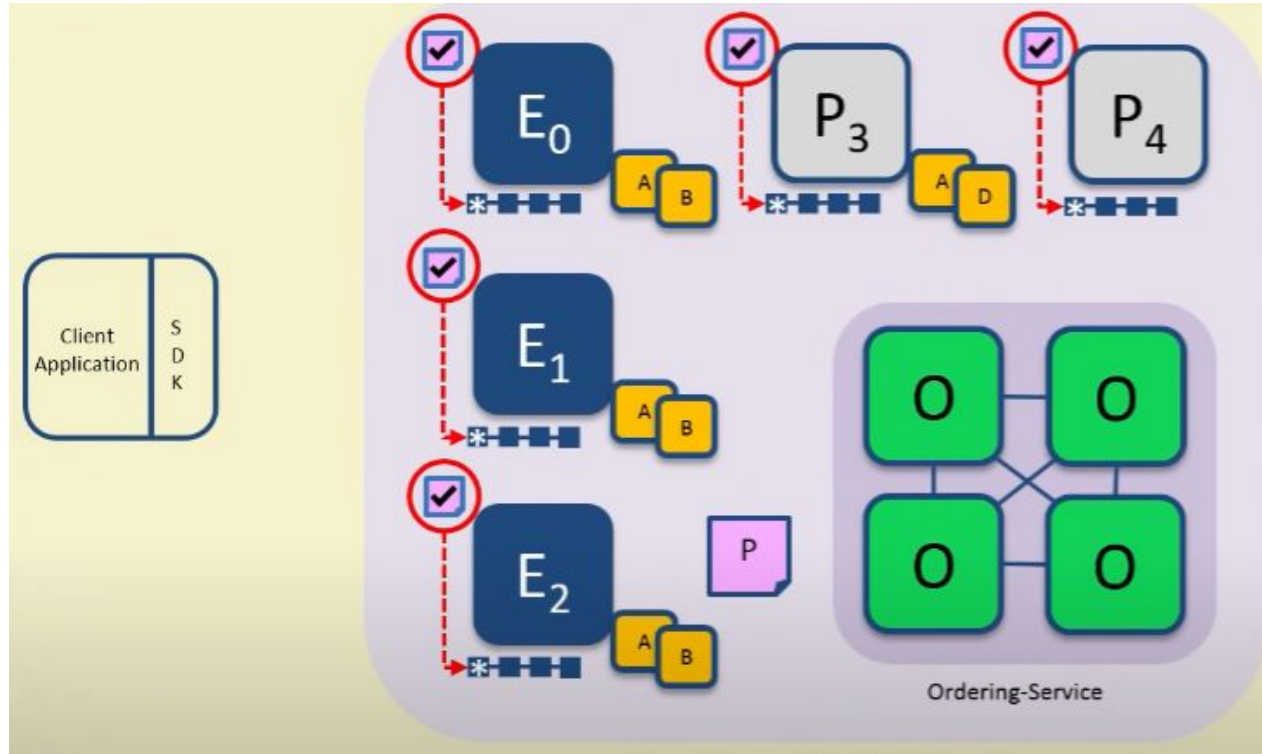 E0
A
B
P3
A
D
P4
Client
Application
S
D
K
E1
A
B
O
O
E2
A
B
P
O
O
Ordering-Service